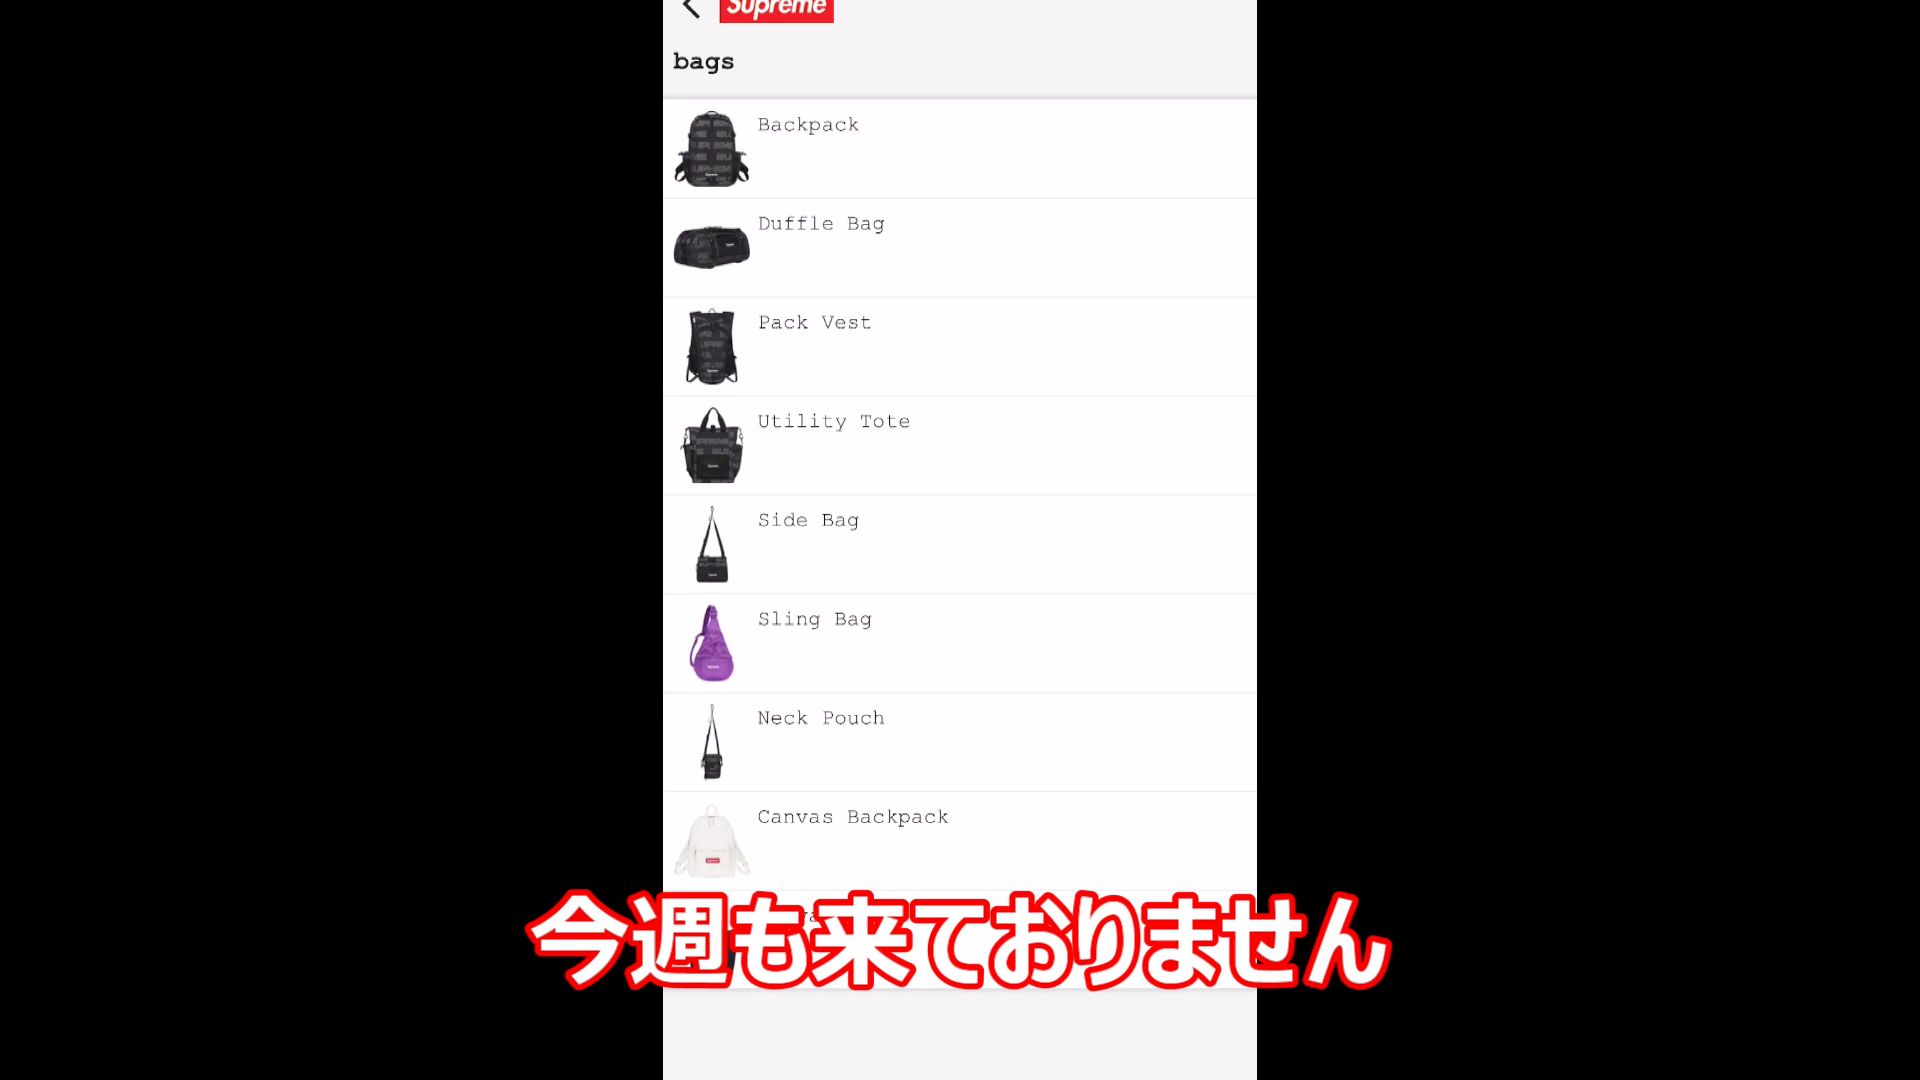 Supreme
bags
Backpack
Duffle Bag
Pack Vest
Utility Tote
Side Bag
Sling Bag
Neck Pouch
Canvas Backpack
今週も来ておりません